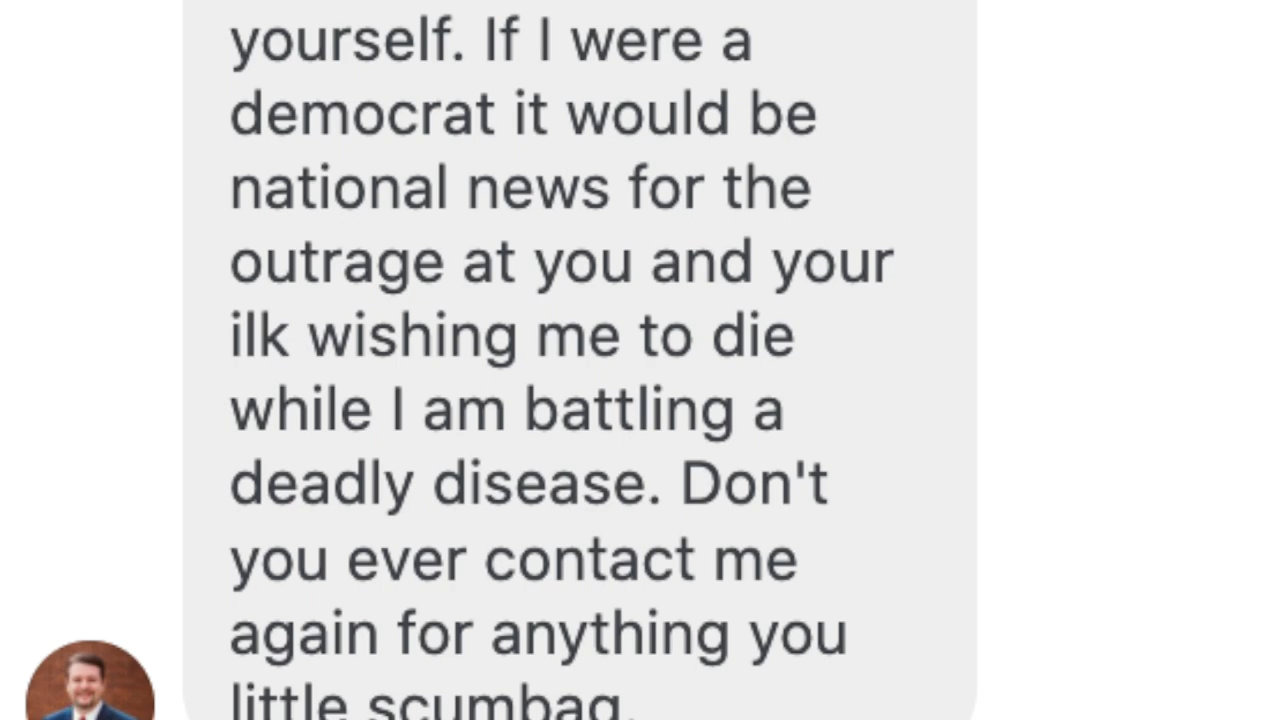 yourself. If I were a
democrat it would be
national news for the
outrage at you and your
ilk wishing me to die
while I am battling a
deadly disease. Don't
you ever contact me
again for anything you
little scumbag.